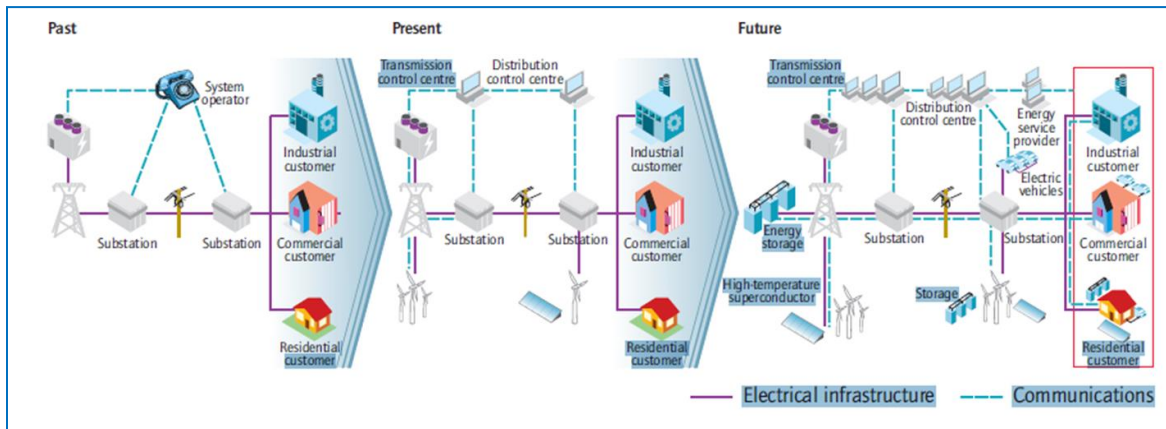 Past
System
operator
Substation
Substation
Industrial
customer
Commercial
customer
Residential
customer
Present
Transmission
control centre
Distribution
control centre
Substation
Substation
Industrial
customer
Commercial
customer
Residential
customer
Future
Transmission
control centre
Distribution
control centre
Energy
service
provider
Electric
vehicles
Energy
storage
Substation
Substation
High-temperature
superconductor
Storage
Industrial
customer
Commercial
customer
Residential
customer
Electrical infrastructure
Communications